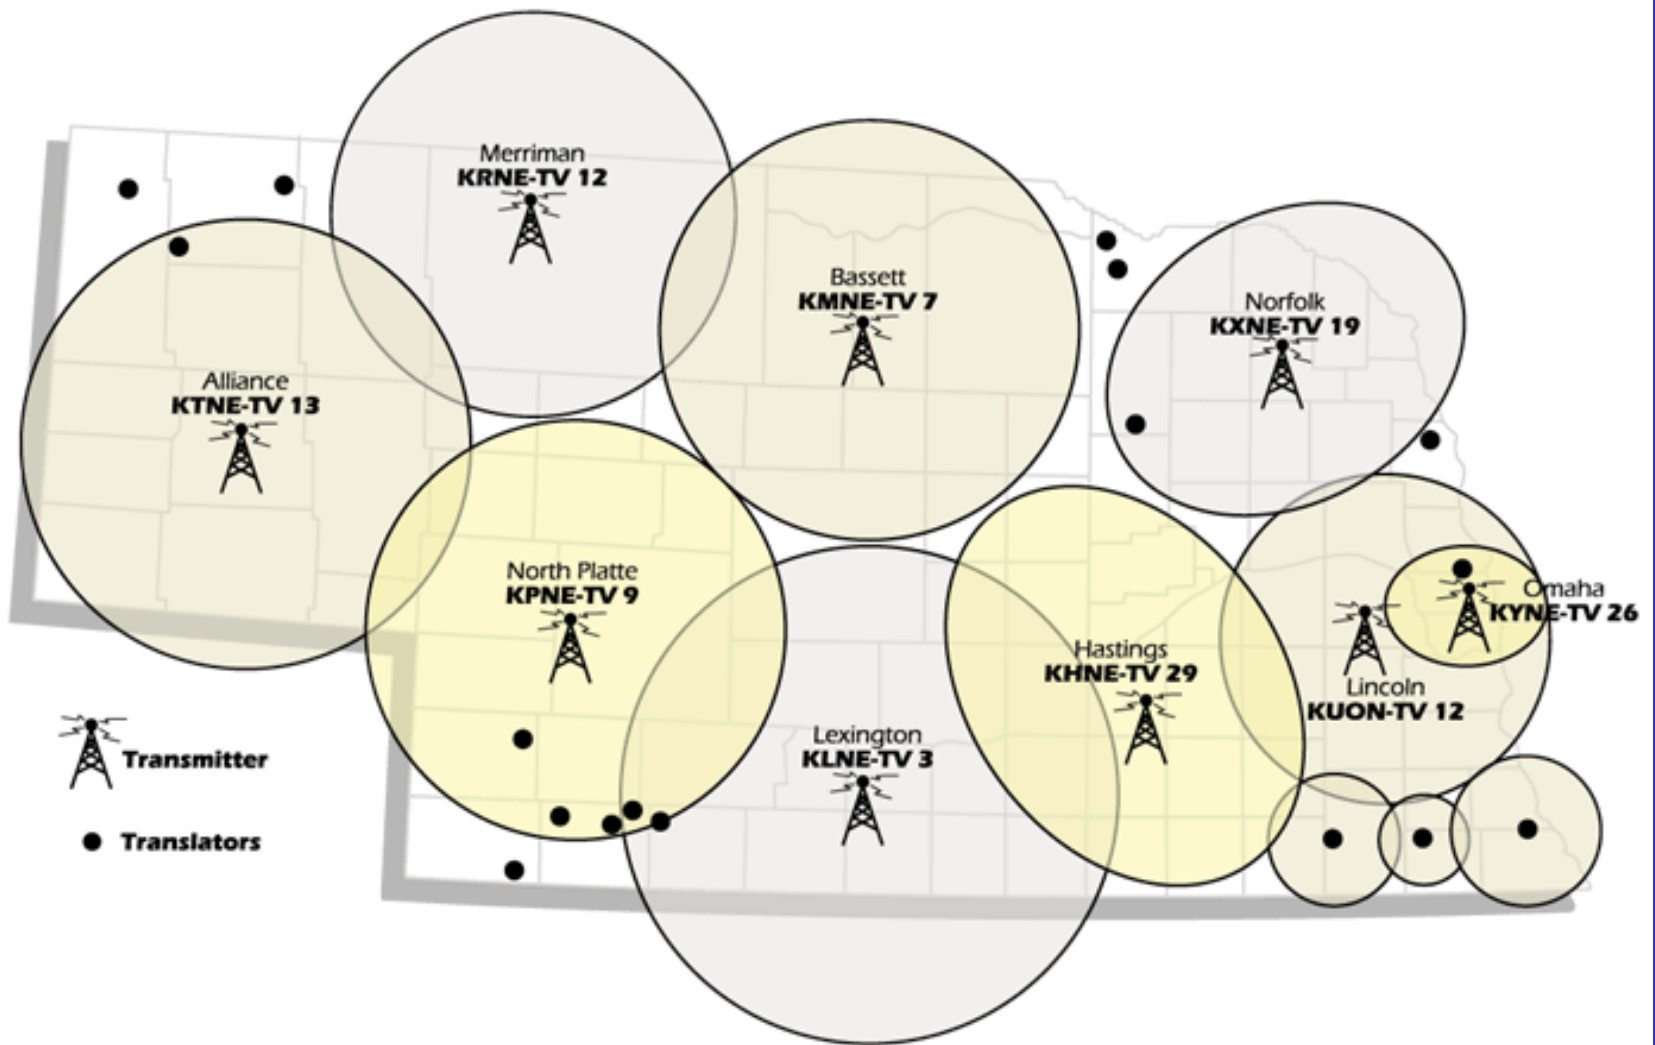 Merriman
KRNE-TV 12
Bassett
KMNE-TV 7
Norfolk
KXNE-TV 19
Alliance
KTNE-TV 13
North Platte
KPNE-TV 9
Omaha
KYNE-TV 26
Hastings
KHNE-TV 29
Lincoln
KUON-TV 12
Lexington
KLNE-TV 3
Transmitter
Translators